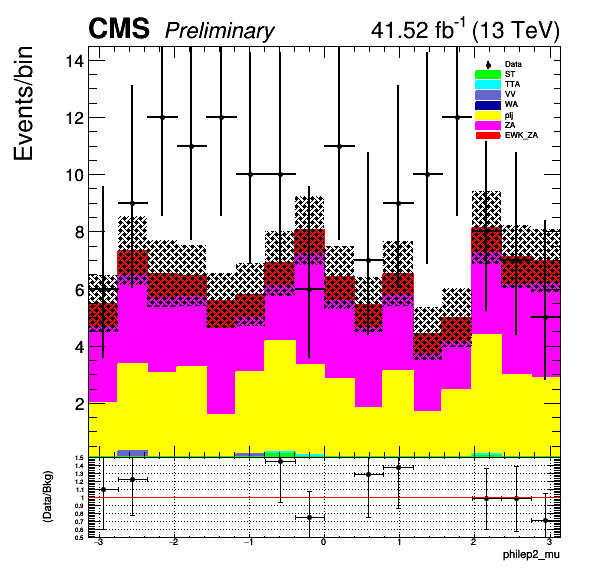 CMS Preliminary 41.52 fb-1 (13 TeV)
Events/bin
14
12
10
8
6
4
2
Data
ST
TTA
VV
WA
plj
ZA
EWK_ZA
(Data/Bkg)
1.5
1.4
1.3
1.2
1.1
1
0.9
0.8
0.7
0.6
0.5
-3 -2 -1 0 1 2 3
philep2_mu